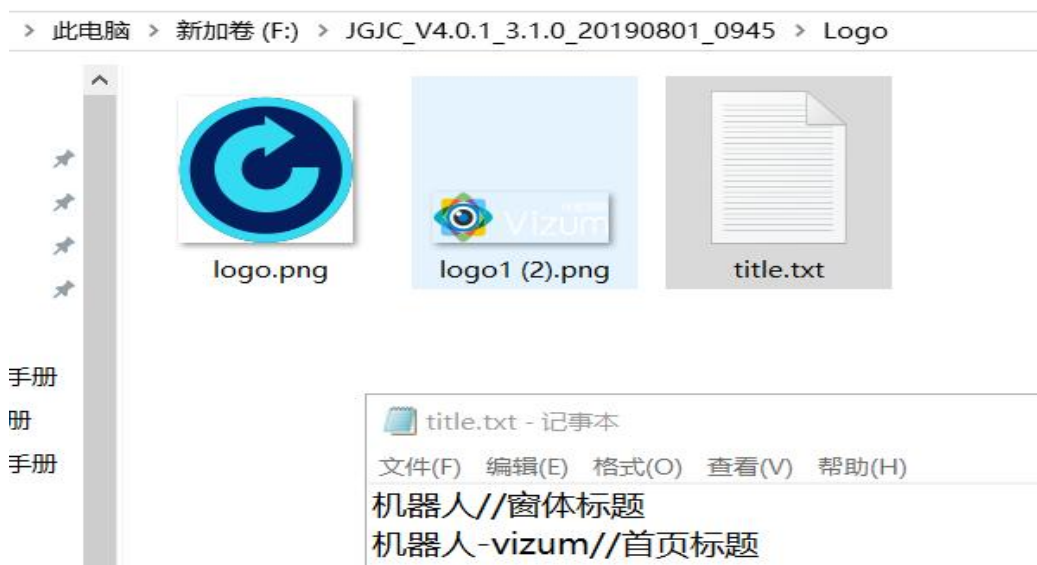 > 此电脑 > 新加卷 (F:) > JGJC_V4.0.1_3.1.0_20190801_0945 > Logo
Vizum
logo.png
logo1 (2).png
title.txt
手册
册
手册
title.txt - 记事本
文件(F) 编辑(E) 格式(O) 查看(V) 帮助(H)
机器人//窗体标题
机器人-vizum//首页标题